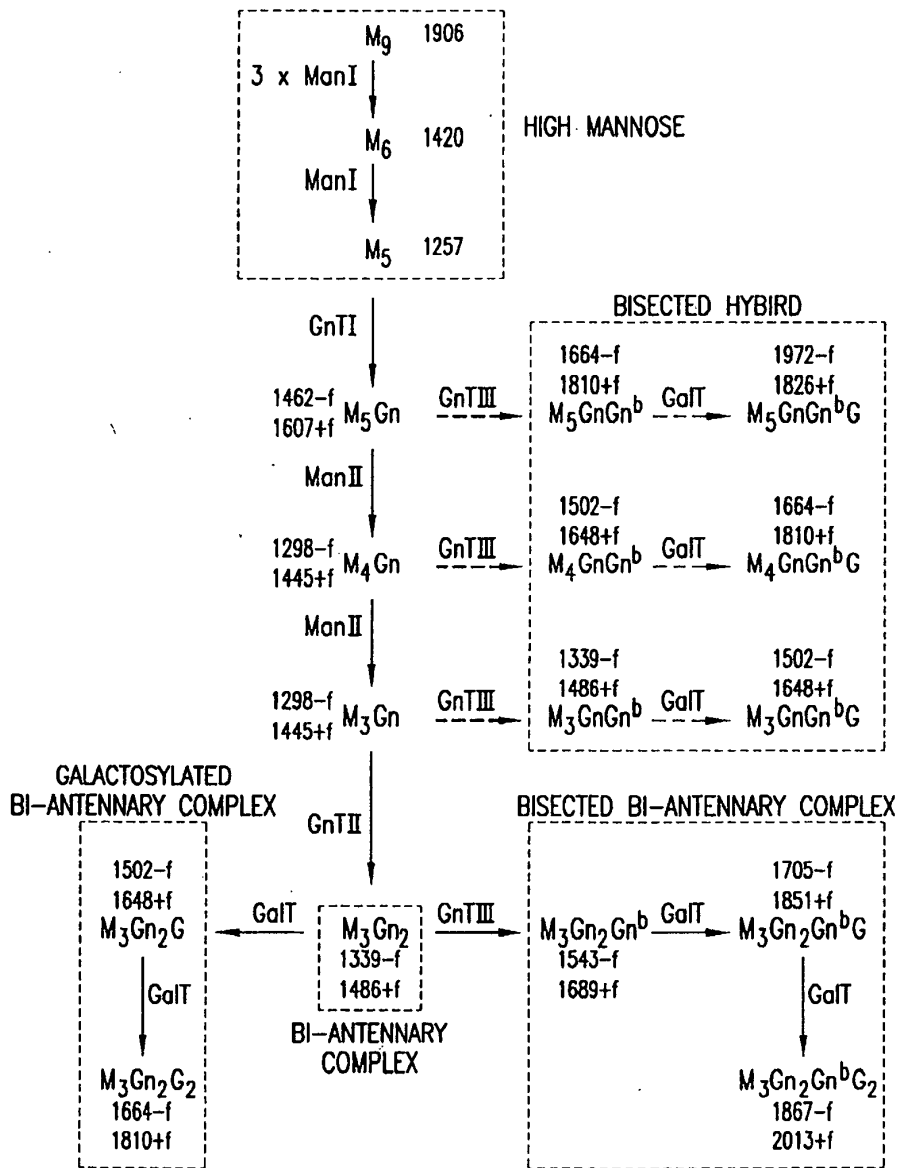 M9 1906
3 x ManI
M6 1420
HIGH MANNOSE
ManI
M5 1257
GnTI
BISECTED HYBIRD
1664-f
1810+f
1972-f
1826+f
1462-f
1607+f
M5Gn
GnTIII
M5GnGnb
GalT
M5GnGnbG
ManII
1502-f
1648+f
1664-f
1810+f
1298-f
1445+f
M4Gn
GnTIII
M4GnGnb
GalT
M4GnGnbG
ManII
1339-f
1486+f
1502-f
1648+f
1298-f
1445+f
M3Gn
GnTIII
M3GnGnb
GalT
M3GnGnbG
GALACTOSYLATED
BI-ANTENNARY COMPLEX
GnTII
BISECTED BI-ANTENNARY COMPLEX
1502-f
1648+f
M3Gn2G
GalT
M3Gn2
1339-f
1486+f
BI-ANTENNARY
COMPLEX
GnTIII
M3Gn2Gnb
1543-f
1689+f
GalT
1705-f
1851+f
M3Gn2GnbG
GalT
M3Gn2G2
1664-f
1810+f
GalT
M3Gn2GnbG2
1867-f
2013+f